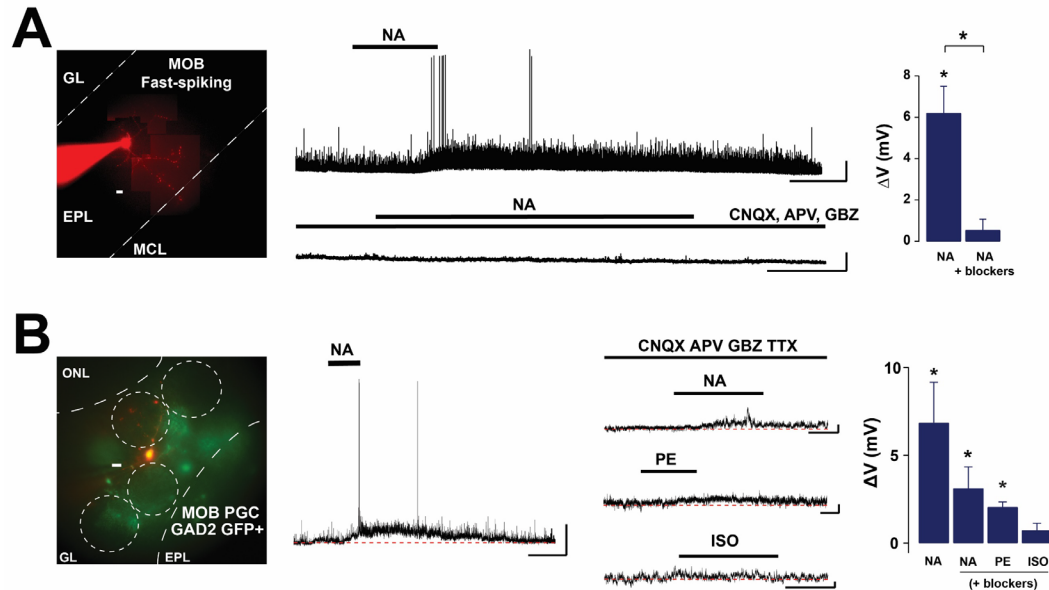 A
GL
MOB
Fast-spiking
EPL
MCL
NA
NA
CNQX, APV, GBZ
*
*
8
6
4
2
0
ΔV (mV)
NA
NA
+ blockers
B
ONL
MOB PGC
GAD2 GFP+
GL
EPL
NA
CNQX APV GBZ TTX
NA
PE
ISO
10
5
0
ΔV (mV)
*
*
*
NA
NA
PE
ISO
(+ blockers)